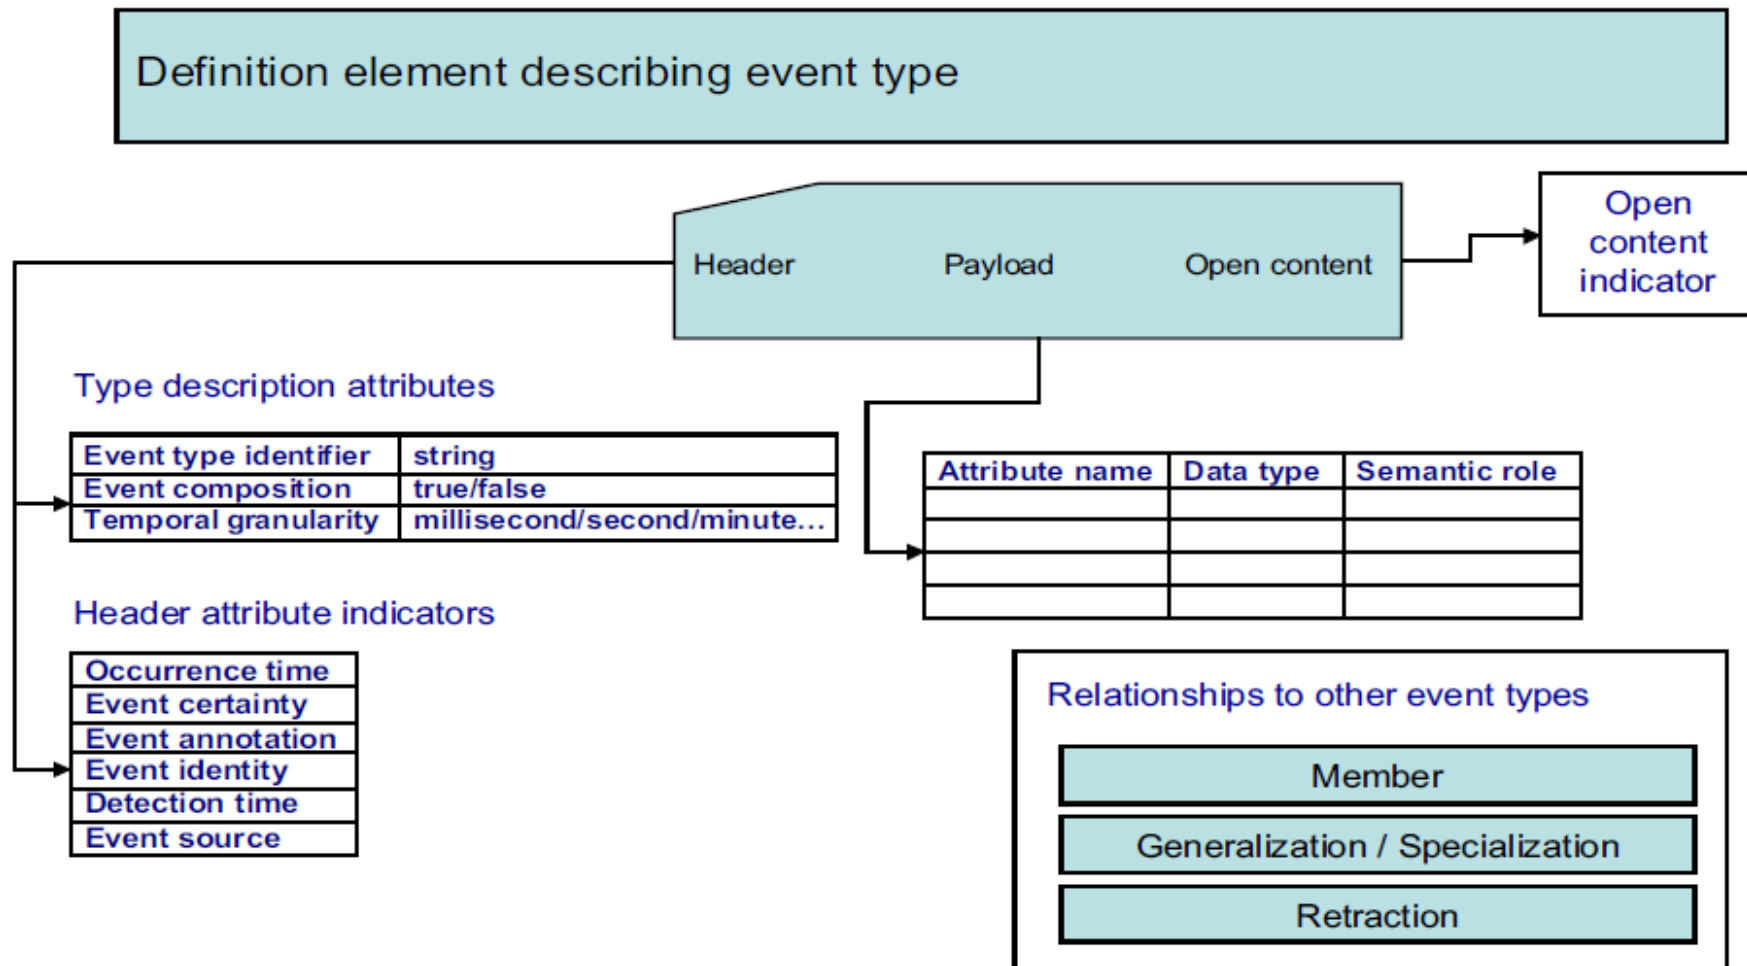 Definition element describing event type
Header Payload Open content
Open
content
indicator
Type description attributes
Event type identifier string
Event composition true/false
Temporal granularity millisecond/second/minute...
Attribute name Data type Semantic role
Header attribute indicators
Occurrence time
Event certainty
Event annotation
Event identity
Detection time
Event source
Relationships to other event types
Member
Generalization / Specialization
Retraction